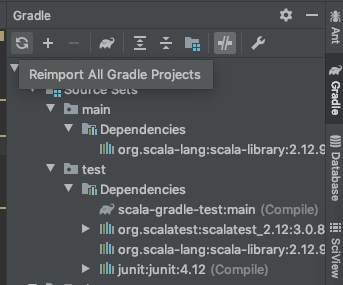 Gradle
Reimport All Gradle Projects
Source Sets
main
Dependencies
org.scala-lang:scala-library:2.12.9
test
Dependencies
scala-gradle-test:main (Compile)
org.scalatest:scalatest_2.12:3.0.8
org.scala-lang:scala-library:2.12.9
junit:junit:4.12 (Compile)
Ant
Gradle
Database
SciView